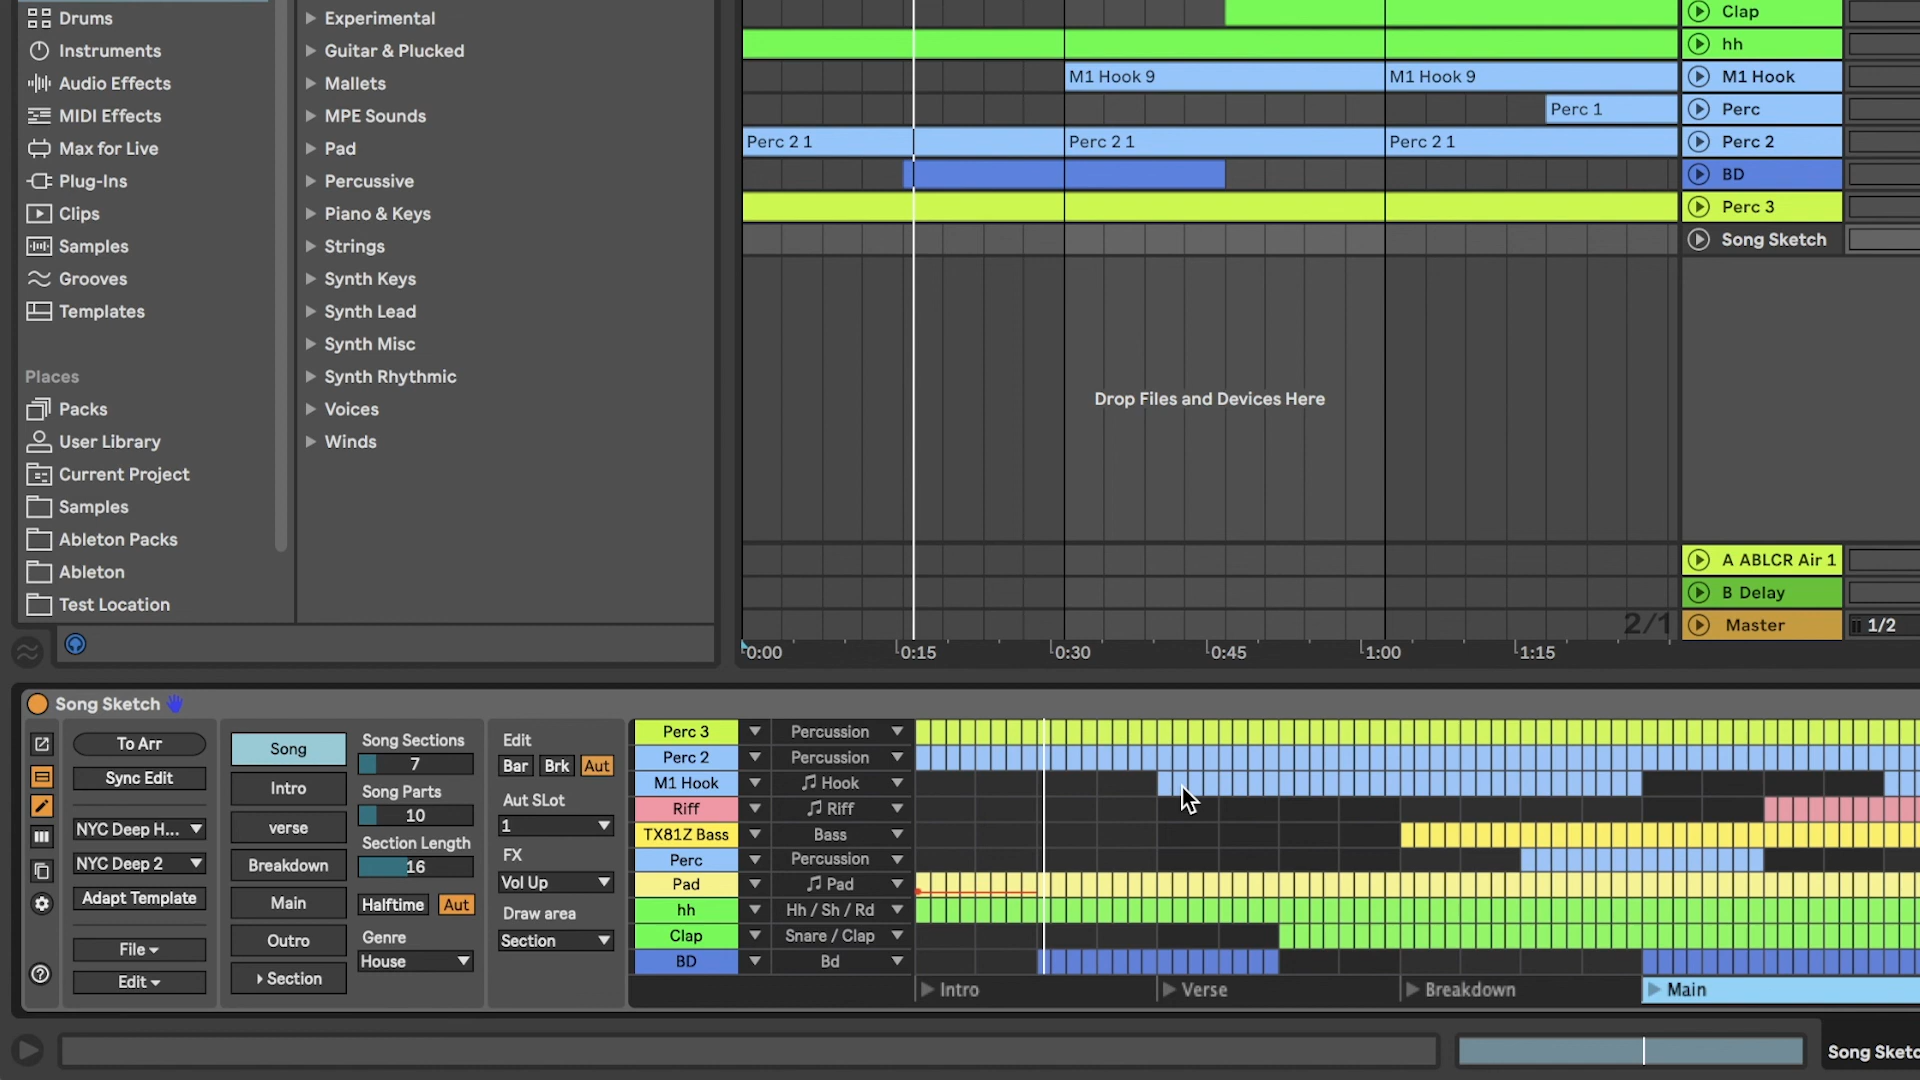 Drums
Instruments
Audio Effects
MIDI Effects
Max for Live
Plug-Ins
Clips
Samples
Grooves
Templates
Places
Packs
User Library
Current Project
Samples
Ableton Packs
Ableton
Test Location
Experimental
Guitar & Plucked
Mallets
MPE Sounds
Pad
Percussive
Piano & Keys
Strings
Synth Keys
Synth Lead
Synth Misc
Synth Rhythmic
Voices
Winds
M1 Hook 9 M1 Hook 9
Perc 1
Perc 2 1 Perc 2 1 Perc 2 1
Drop Files and Devices Here
2/1
0:00 0:15 0:30 0:45 1:00 1:15
Clap
hh
M1 Hook
Perc
Perc 2
BD
Perc 3
Song Sketch
A ABLCR Air 1
B Delay
Master 1/2
Song Sketch
To Arr
Sync Edit
NYC Deep H...
NYC Deep 2
Adapt Template
File
Edit
Song
Intro
verse
Breakdown
Main
Outro
Section
Song Sections
7
Song Parts
10
Section Length
16
Halftime Aut
Genre
House
Edit
Bar Brk Aut
Aut SLot
1
FX
Vol Up
Draw area
Section
Perc 3 Percussion
Perc 2 Percussion
M1 Hook Hook
Riff Riff
TX81Z Bass Bass
Perc Percussion
Pad Pad
hh Hh / Sh / Rd
Clap Snare / Clap
BD Bd
Intro Verse Breakdown Main
Song Sketc